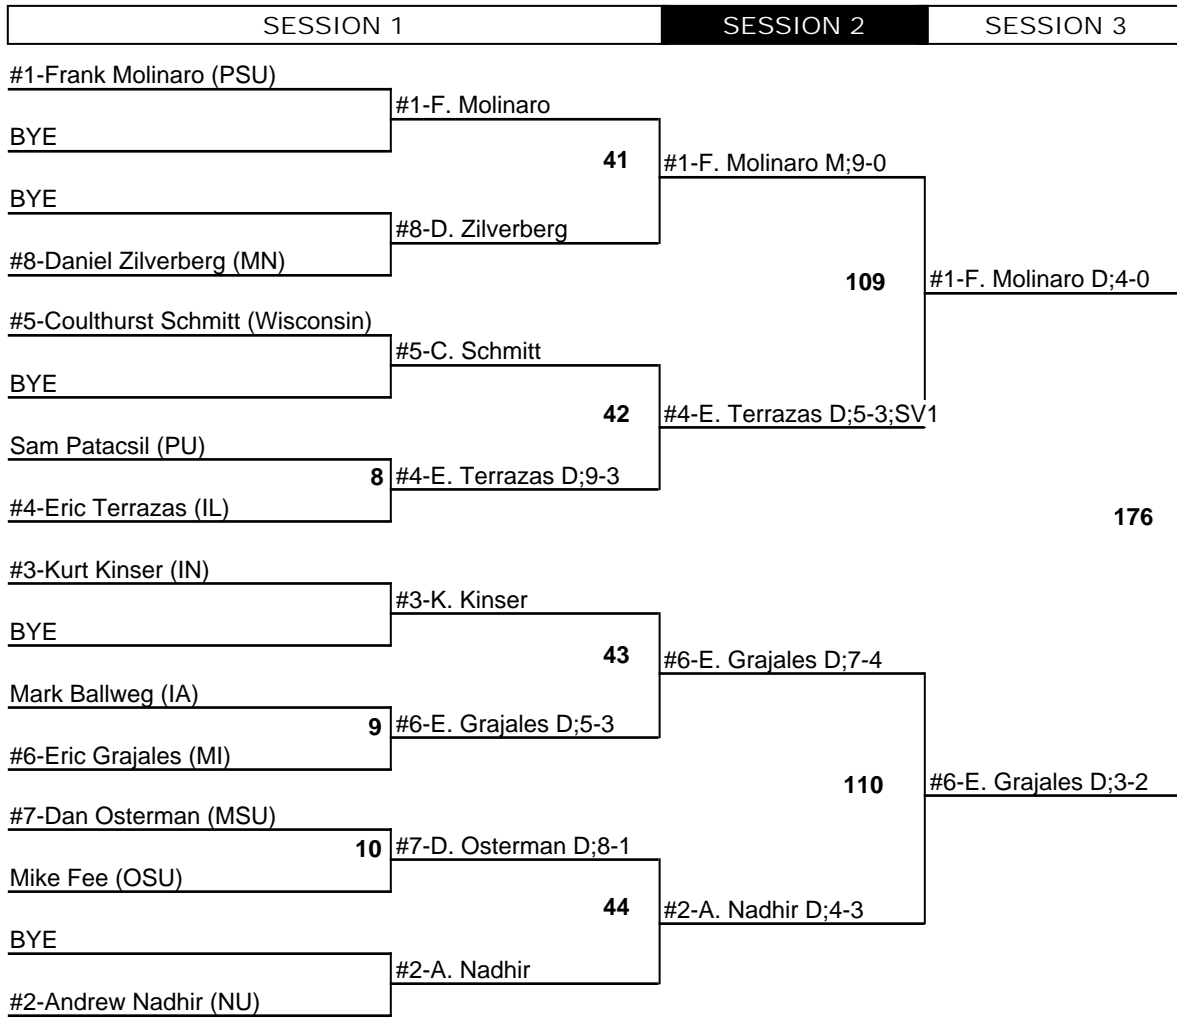 SESSION 1 SESSION 2 SESSION 3
#1-Frank Molinaro (PSU)
#1-F. Molinaro
BYE
41 #1-F. Molinaro M;9-0
BYE
#8-D. Zilverberg
#8-Daniel Zilverberg (MN)
109 #1-F. Molinaro D;4-0
#5-Coulthurst Schmitt (Wisconsin)
#5-C. Schmitt
BYE
42 #4-E. Terrazas D;5-3;SV1
Sam Patacsil (PU)
8 #4-E. Terrazas D;9-3
#4-Eric Terrazas (IL)
176
#3-Kurt Kinser (IN)
#3-K. Kinser
BYE
43 #6-E. Grajales D;7-4
Mark Ballweg (IA)
9 #6-E. Grajales D;5-3
#6-Eric Grajales (MI)
110 #6-E. Grajales D;3-2
#7-Dan Osterman (MSU)
10 #7-D. Osterman D;8-1
Mike Fee (OSU)
44 #2-A. Nadhir D;4-3
BYE
#2-A. Nadhir
#2-Andrew Nadhir (NU)